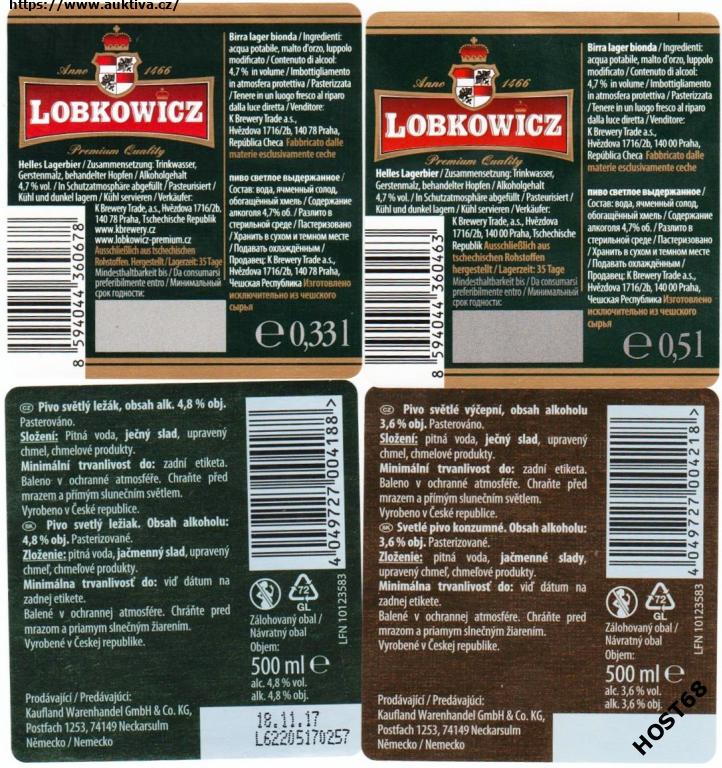 https://www.auktiva.cz/
Anno 1466
LOBKOWICZ
Premium Quality
Helles Lagerbier / Zusammensetzung: Trinkwasser,
Gerstenmalz, behandelter Hopfen / Alkoholgehalt
4,7 % vol. / In Schutzatmosphäre abgefüllt / Pasteurisiert /
Kühl und dunkel lagern / Kühl servieren / Verkäufer:
K Brewery Trade, a.s., Hvězdova 1716/2b,
140 78 Praha, Tschechische Republik
www.kbrewery.cz
www.lobkowicz-premium.cz
Ausschließlich aus tschechischen
Rohstoffen. Hergestellt / Lagerzeit: 35 Tage
Mindesthaltbarkeit bis / Da consumarsi
preferibilmente entro / Минимальный
срок годности:
8 594044 360678
Birra lager bionda / Ingredienti:
acqua potabile, malto d'orzo, luppolo
modificato / Contenuto di alcool:
4,7 % in volume / Imbottigliamento
in atmosfera protettiva / Pasterizzata
/ Tenere in un luogo fresco al riparo
dalla luce diretta / Venditore:
K Brewery Trade a.s.,
Hvězdova 1716/2b, 140 78 Praha,
República Checa Fabbricato dalle
materie esclusivamente ceche
пиво светлое выдержанное /
Состав: вода, ячменный солод,
обогащённый хмель / Содержание
алкоголя 4,7% об. / Разлито в
стерильной среде / Пастеризовано
/ Хранить в сухом и темном месте
/ Подавать охлаждённым /
Продавец: K Brewery Trade a.s.,
Hvězdova 1716/2b, 140 78 Praha,
Чешская Республика Изготовлено
исключительно из чешского
сырья
e 0,33 l
Anno 1466
LOBKOWICZ
Premium Quality
Helles Lagerbier / Zusammensetzung: Trinkwasser,
Gerstenmalz, behandelter Hopfen / Alkoholgehalt
4,7 % vol. / In Schutzatmosphäre abgefüllt / Pasteurisiert /
Kühl und dunkel lagern / Kühl servieren / Verkäufer:
K Brewery Trade, a.s., Hvězdova
1716/2b, 140 00 Praha, Tschechische
Republik Ausschließlich aus
tschechischen Rohstoffen
hergestellt / Lagerzeit: 35 Tage
Mindesthaltbarkeit bis / Da consumarsi
preferibilmente entro / Минимальный
срок годности:
8 594044 360463
Birra lager bionda / Ingredienti:
acqua potabile, malto d'orzo, luppolo
modificato / Contenuto di alcool:
4,7 % in volume / Imbottigliamento
in atmosfera protettiva / Pasterizzata
/ Tenere in un luogo fresco al riparo
dalla luce diretta / Venditore:
K Brewery Trade a.s.,
Hvězdova 1716/2b, 140 00 Praha,
República Checa Fabbricato dalle
materie esclusivamente ceche
пиво светлое выдержанное /
Состав: вода, ячменный солод,
обогащённый хмель / Содержание
алкоголя 4,7% об. / Разлито в
стерильной среде / Пастеризовано
/ Хранить в сухом и темном месте
/ Подавать охлаждённым /
Продавец: K Brewery Trade a.s.,
Hvězdova 1716/2b, 140 00 Praha,
Чешская Республика Изготовлено
исключительно из чешского
сырья
e 0,5 l
CZ Pivo světlý ležák, obsah alk. 4,8 % obj.
Pasterováno.
Složení: Pitná voda, ječný slad, upravený
chmel, chmelové produkty.
Minimální trvanlivost do: zadní etiketa.
Baleno v ochranné atmosféře. Chraňte před
mrazem a přímým slunečním světlem.
Vyrobeno v České republice.
SK Pivo svetlý ležiak. Obsah alkoholu:
4,8 % obj. Pasterizované.
Zloženie: pitná voda, jačmenný slad, upravený
chmeľ, chmeľové produkty.
Minimálna trvanlivosť do: viď dátum na
zadnej etikete.
Balené v ochrannej atmosfére. Chráňte pred
mrazom a priamym slnečným žiarením.
Vyrobené v Českej republike.
Prodávající / Predávajúci:
Kaufland Warenhandel GmbH & Co. KG,
Postfach 1253, 74149 Neckarsulm
Německo / Nemecko
4 049727 004188 >
72
GL
LFN 10123583
Zálohovaný obal /
Návratný obal
Objem:
500 ml e
alc. 4,8 % vol.
alk. 4,8 % obj.
18.11.17
L62205170257
CZ Pivo světlé výčepní, obsah alkoholu
3,6 % obj. Pasterováno.
Složení: pitná voda, ječný slad, upravený
chmel, chmelové produkty.
Minimální trvanlivost do: zadní etiketa.
Baleno v ochranné atmosféře. Chraňte před
mrazem a přímým slunečním světlem.
Vyrobeno v České republice.
SK Svetlé pivo konzumné. Obsah alkoholu:
3,6 % obj. Pasterizované.
Zloženie: pitná voda, jačmenné slady,
upravený chmeľ, chmeľové produkty.
Minimálna trvanlivosť do: viď dátum na
zadnej etikete.
Balené v ochrannej atmosfére. Chráňte pred
mrazom a priamym slnečným žiarením.
Vyrobené v Českej republike.
Prodávající / Predávajúci:
Kaufland Warenhandel GmbH & Co. KG,
Postfach 1253, 74149 Neckarsulm
Německo / Nemecko
4 049727 004218 >
72
GL
LFN 10123583
Zálohovaný obal /
Návratný obal
Objem:
500 ml e
alc. 3,6 % vol.
alk. 3,6 % obj.
HOST68